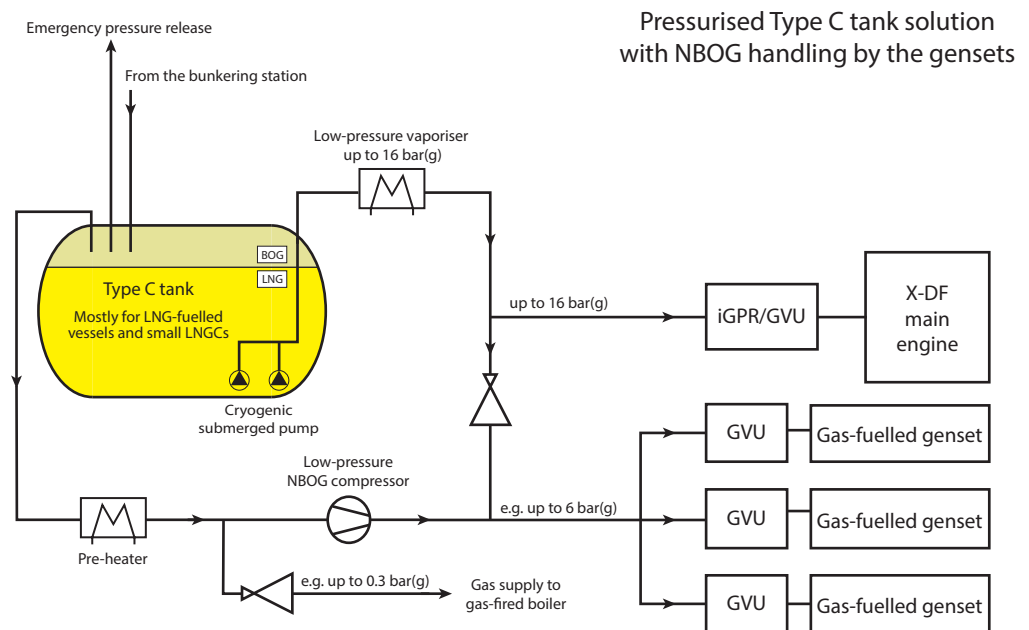 Pressurised Type C tank solution
with NBOG handling by the gensets
Emergency pressure release
From the bunkering station
Low-pressure vaporiser
up to 16 bar(g)
BOG
LNG
Type C tank
Mostly for LNG-fuelled
vessels and small LNGCs
Cryogenic
submerged pump
up to 16 bar(g)
iGPR/GVU
X-DF
main
engine
GVU
Gas-fuelled genset
Low-pressure
NBOG compressor
e.g. up to 6 bar(g)
GVU
Gas-fuelled genset
Pre-heater
e.g. up to 0.3 bar(g)
Gas supply to
gas-fired boiler
GVU
Gas-fuelled genset